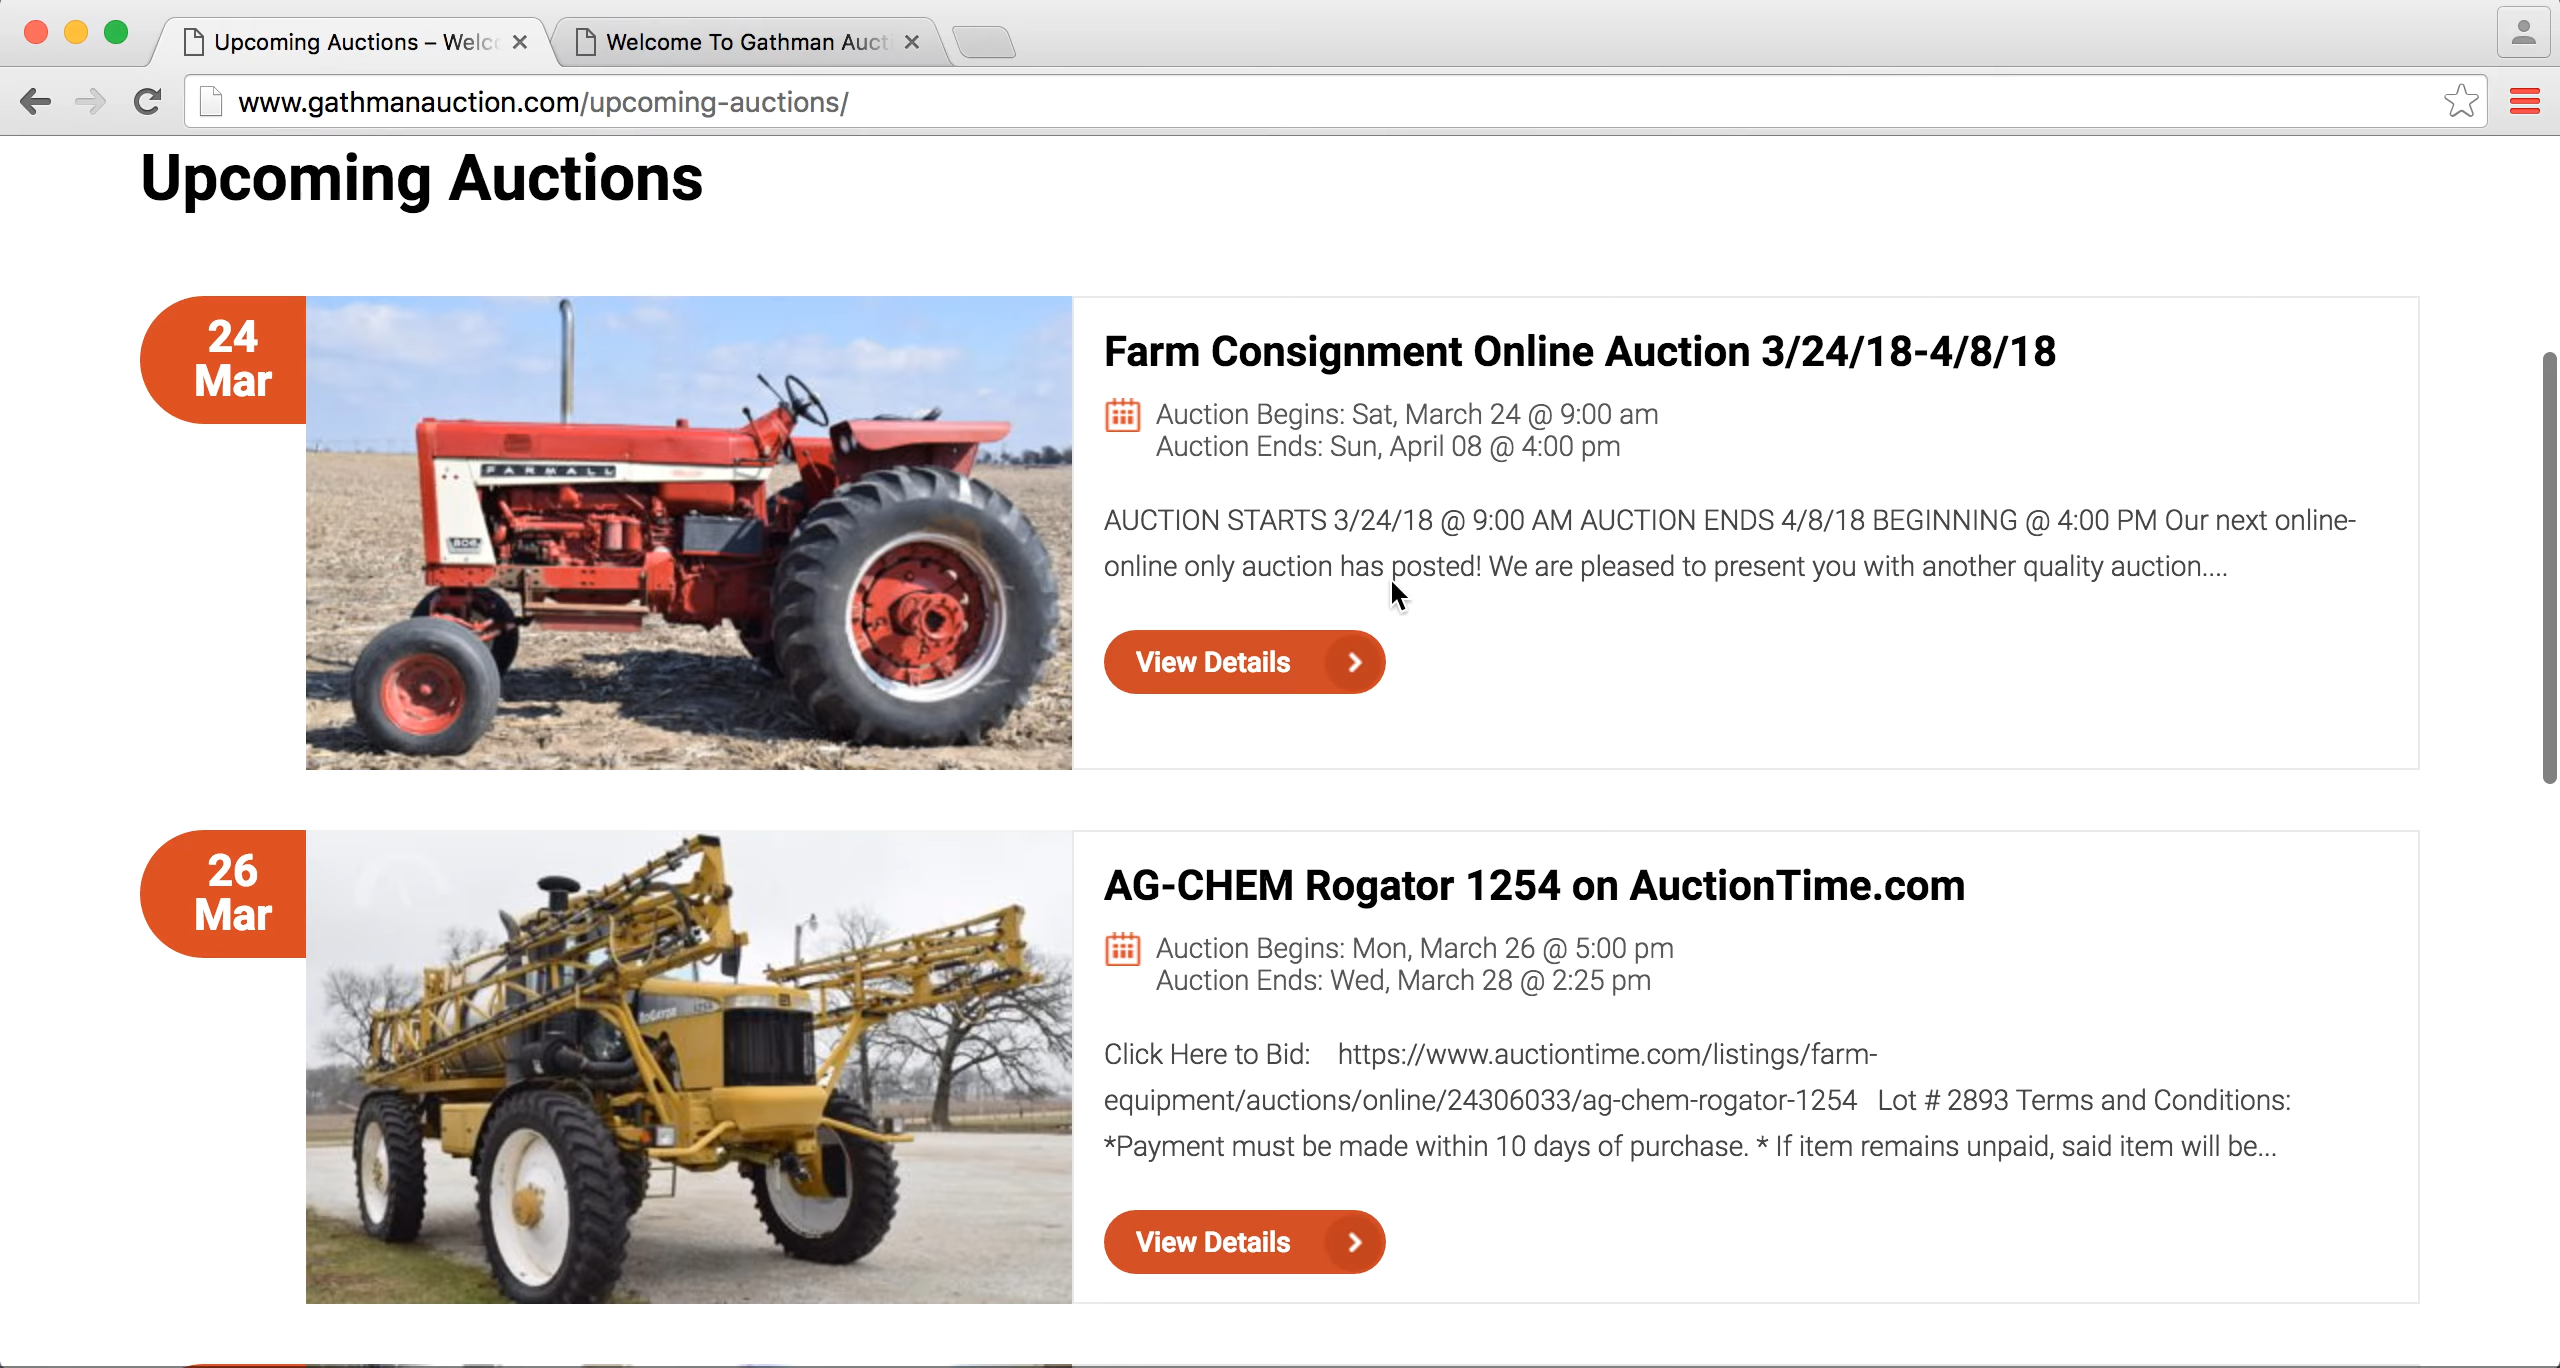 Upcoming Auctions – Welc
Welcome To Gathman Aucti
www.gathmanauction.com/upcoming-auctions/
Upcoming Auctions
24
Mar
FARMALL
806
Farm Consignment Online Auction 3/24/18-4/8/18
Auction Begins: Sat, March 24 @ 9:00 am
Auction Ends: Sun, April 08 @ 4:00 pm
AUCTION STARTS 3/24/18 @ 9:00 AM AUCTION ENDS 4/8/18 BEGINNING @ 4:00 PM Our next online-
online only auction has posted! We are pleased to present you with another quality auction....
View Details
26
Mar
RoGator 1254
AG-CHEM Rogator 1254 on AuctionTime.com
Auction Begins: Mon, March 26 @ 5:00 pm
Auction Ends: Wed, March 28 @ 2:25 pm
Click Here to Bid: https://www.auctiontime.com/listings/farm-
equipment/auctions/online/24306033/ag-chem-rogator-1254 Lot # 2893 Terms and Conditions:
*Payment must be made within 10 days of purchase. * If item remains unpaid, said item will be...
View Details